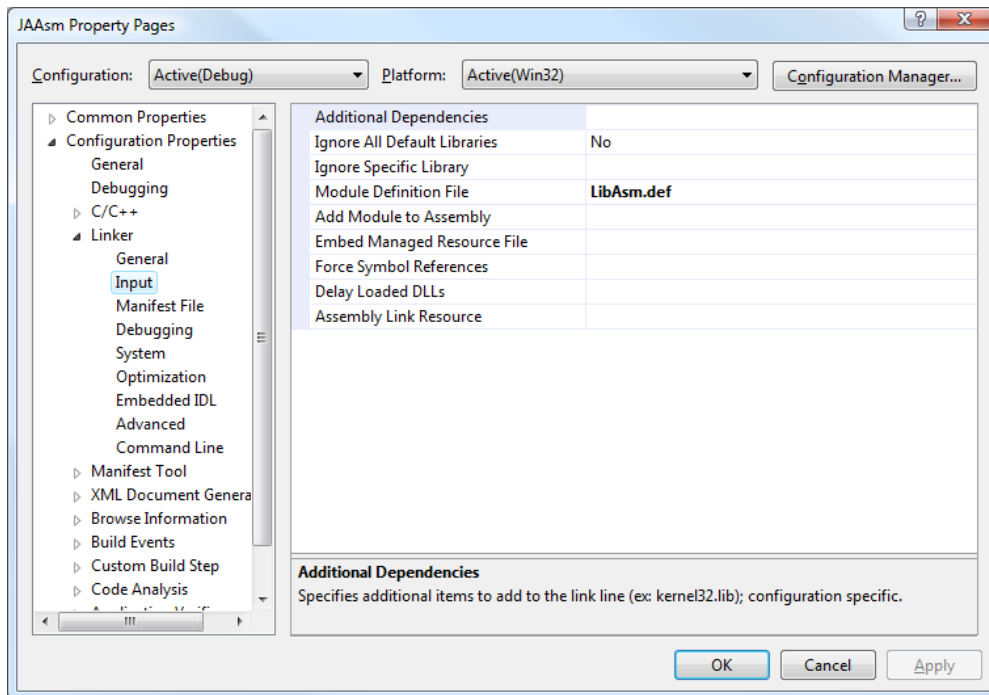 JAAsm Property Pages
Configuration: Active(Debug) Platform: Active(Win32) Configuration Manager...
Common Properties
Configuration Properties
General
Debugging
C/C++
Linker
General
Input
Manifest File
Debugging
System
Optimization
Embedded IDL
Advanced
Command Line
Manifest Tool
XML Document Genera
Browse Information
Build Events
Custom Build Step
Code Analysis
Additional Dependencies
Ignore All Default Libraries No
Ignore Specific Library
Module Definition File LibAsm.def
Add Module to Assembly
Embed Managed Resource File
Force Symbol References
Delay Loaded DLLs
Assembly Link Resource
Additional Dependencies
Specifies additional items to add to the link line (ex: kernel32.lib); configuration specific.
OK Cancel Apply